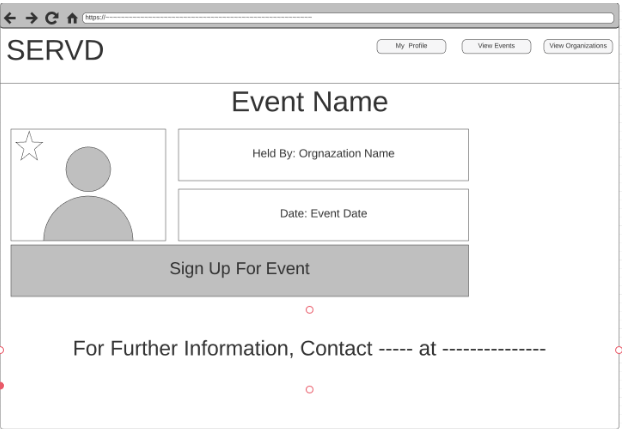 https://--------------------------------------------------------------
SERVD
My Profile
View Events
View Organizations
Event Name
Held By: Orgnazation Name
Date: Event Date
Sign Up For Event
For Further Information, Contact ----- at ---------------